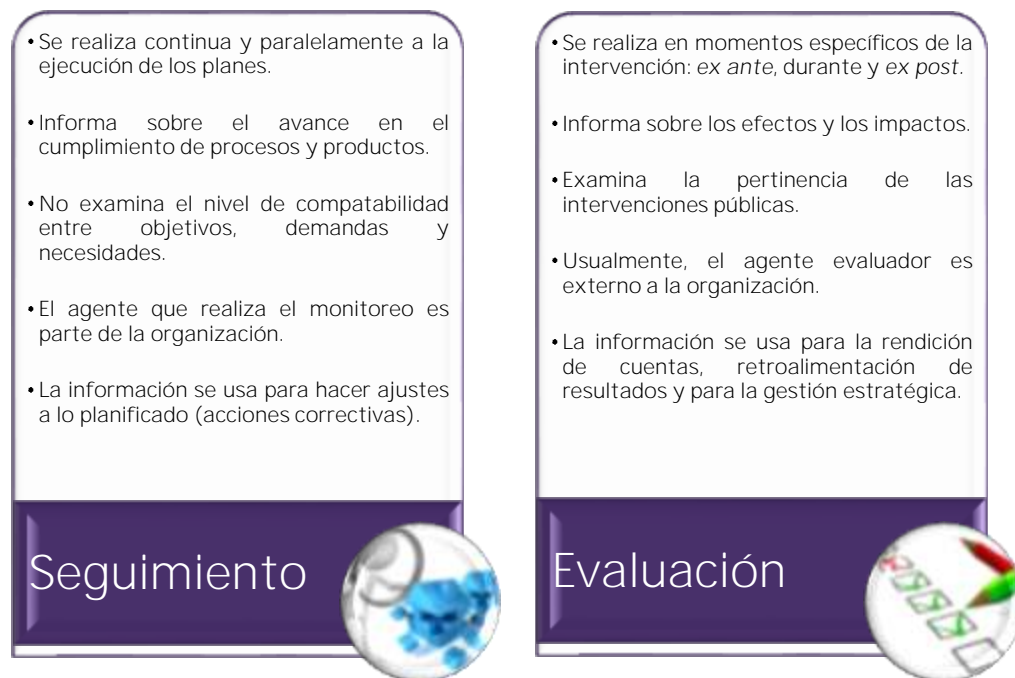 • Se realiza continua y paralelamente a la
ejecución de los planes.
• Informa sobre el avance en el
cumplimiento de procesos y productos.
• No examina el nivel de compatabilidad
entre objetivos, demandas y
necesidades.
• El agente que realiza el monitoreo es
parte de la organización.
• La información se usa para hacer ajustes
a lo planificado (acciones correctivas).
Seguimiento
• Se realiza en momentos específicos de la
intervención: ex ante, durante y ex post.
• Informa sobre los efectos y los impactos.
• Examina la pertinencia de las
intervenciones públicas.
• Usualmente, el agente evaluador es
externo a la organización.
• La información se usa para la rendición
de cuentas, retroalimentación de
resultados y para la gestión estratégica.
Evaluación